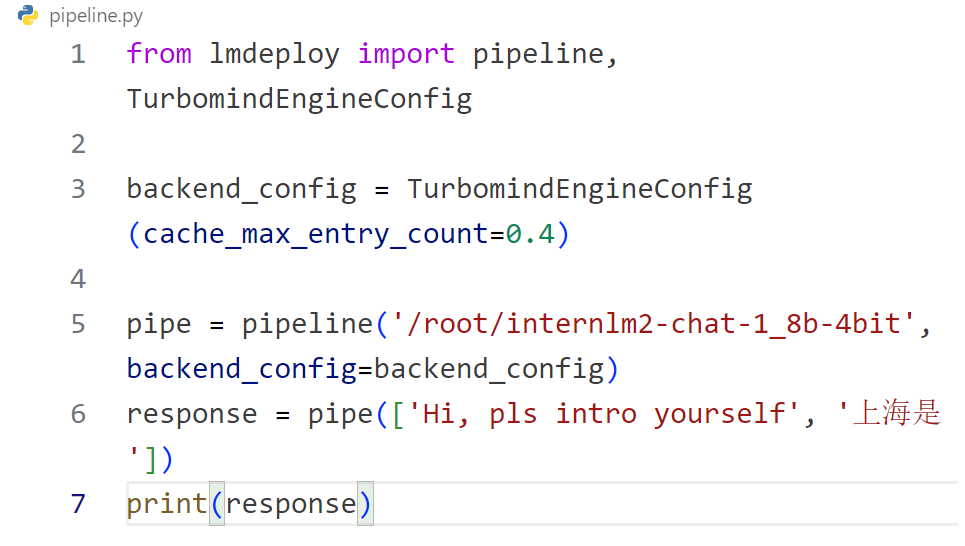 pipeline.py
1 from lmdeploy import pipeline,
TurbomindEngineConfig
2
3 backend_config = TurbomindEngineConfig
(cache_max_entry_count=0.4)
4
5 pipe = pipeline('/root/internlm2-chat-1_8b-4bit',
backend_config=backend_config)
6 response = pipe(['Hi, pls intro yourself', '上海是
'])
7 print(response)